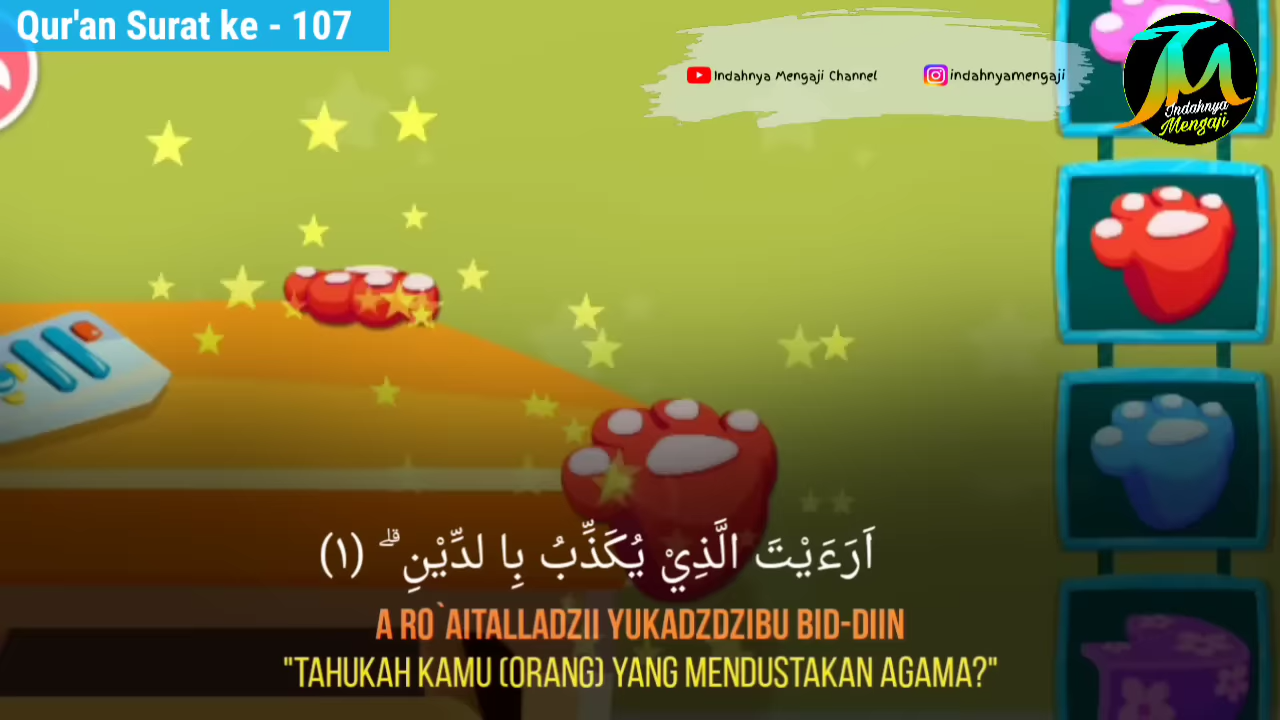 Qur'an Surat ke - 107
Indahnya Mengaji Channel
indahnyamengaji
Indahnya
Mengaji
اَرَءَيْتَ الَّذِيْ يُكَذِّبُ بِا لدِّيْنِ ۗ (١)
A RO`AITALLADZII YUKADZDZIBU BID-DIIN
"TAHUKAH KAMU (ORANG) YANG MENDUSTAKAN AGAMA?"